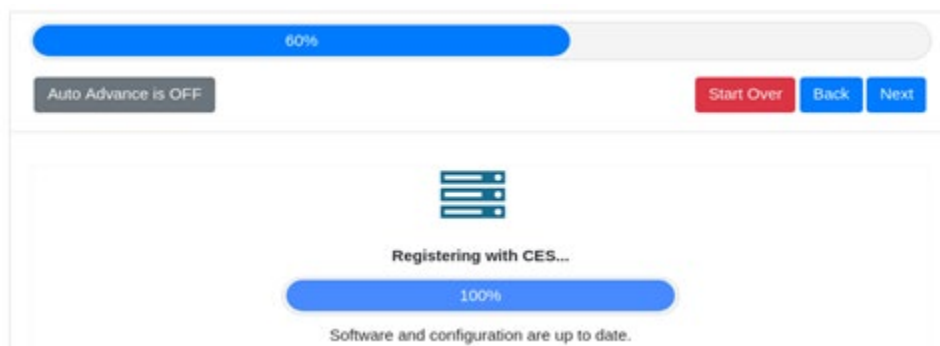 60%
Auto Advance is OFF Start Over Back Next
Registering with CES...
100%
Software and configuration are up to date.